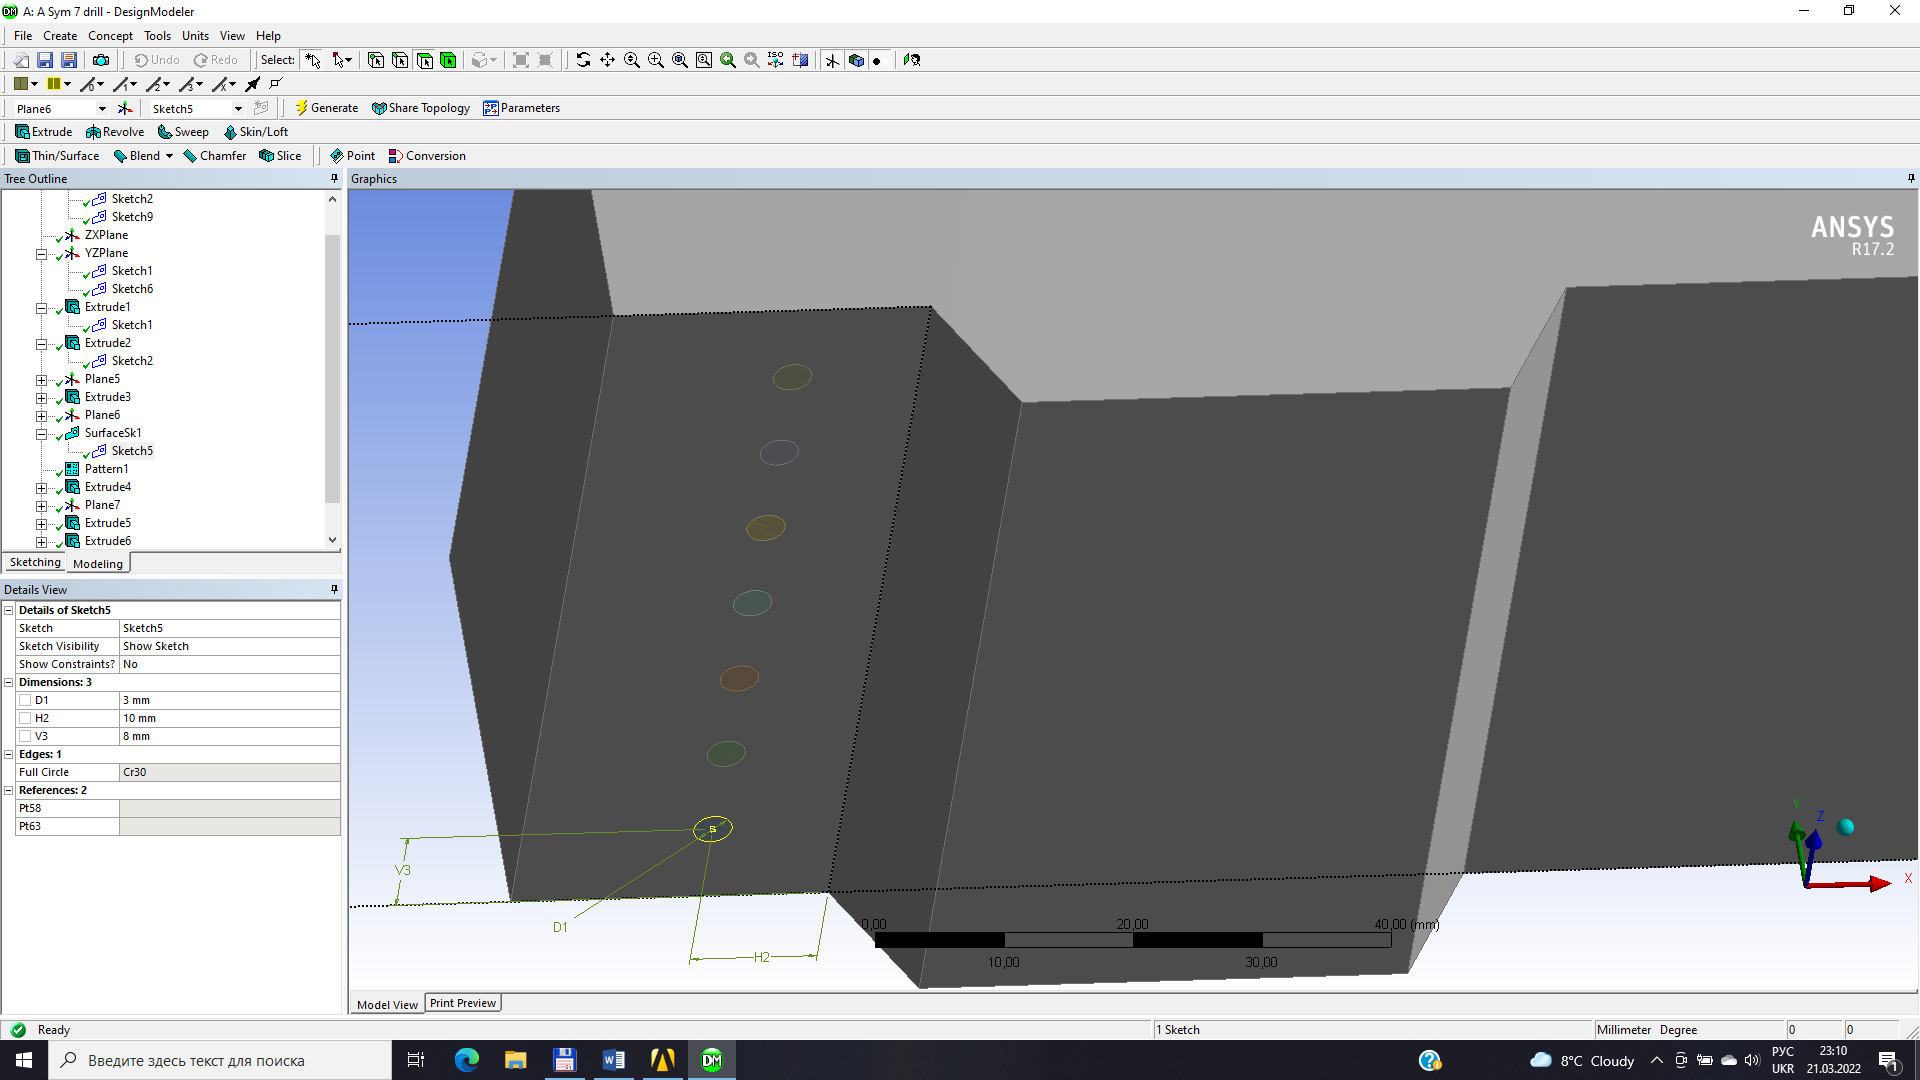 A: A Sym 7 drill - DesignModeler
File Create Concept Tools Units View Help
Undo Redo Select: ISO
Plane6 Sketch5 Generate Share Topology Parameters
Extrude Revolve Sweep Skin/Loft
Thin/Surface Blend Chamfer Slice Point Conversion
Tree Outline
Sketch2
Sketch9
ZXPlane
YZPlane
Sketch1
Sketch6
Extrude1
Sketch1
Extrude2
Sketch2
Plane5
Extrude3
Plane6
SurfaceSk1
Sketch5
Pattern1
Extrude4
Plane7
Extrude5
Extrude6
Sketching Modeling
Details View
Details of Sketch5
Sketch Sketch5
Sketch Visibility Show Sketch
Show Constraints? No
Dimensions: 3
D1 3 mm
H2 10 mm
V3 8 mm
Edges: 1
Full Circle Cr30
References: 2
Pt58
Pt63
Graphics
ANSYS
R17.2
V3
D1
H2
0,00 20,00 40,00 (mm)
10,00 30,00
Y
Z
X
Model View Print Preview
Ready 1 Sketch Millimeter Degree 0 0
Введите здесь текст для поиска
8°C Cloudy
РУС
UKR
23:10
21.03.2022
1